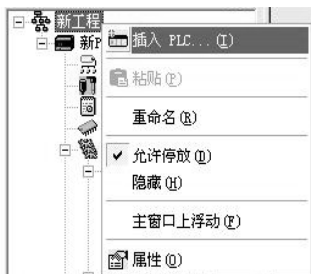 新工程
新P
插入 PLC...(I)
粘贴(P)
重命名(R)
允许停放(D)
隐藏(H)
主窗口上浮动(F)
属性(O)